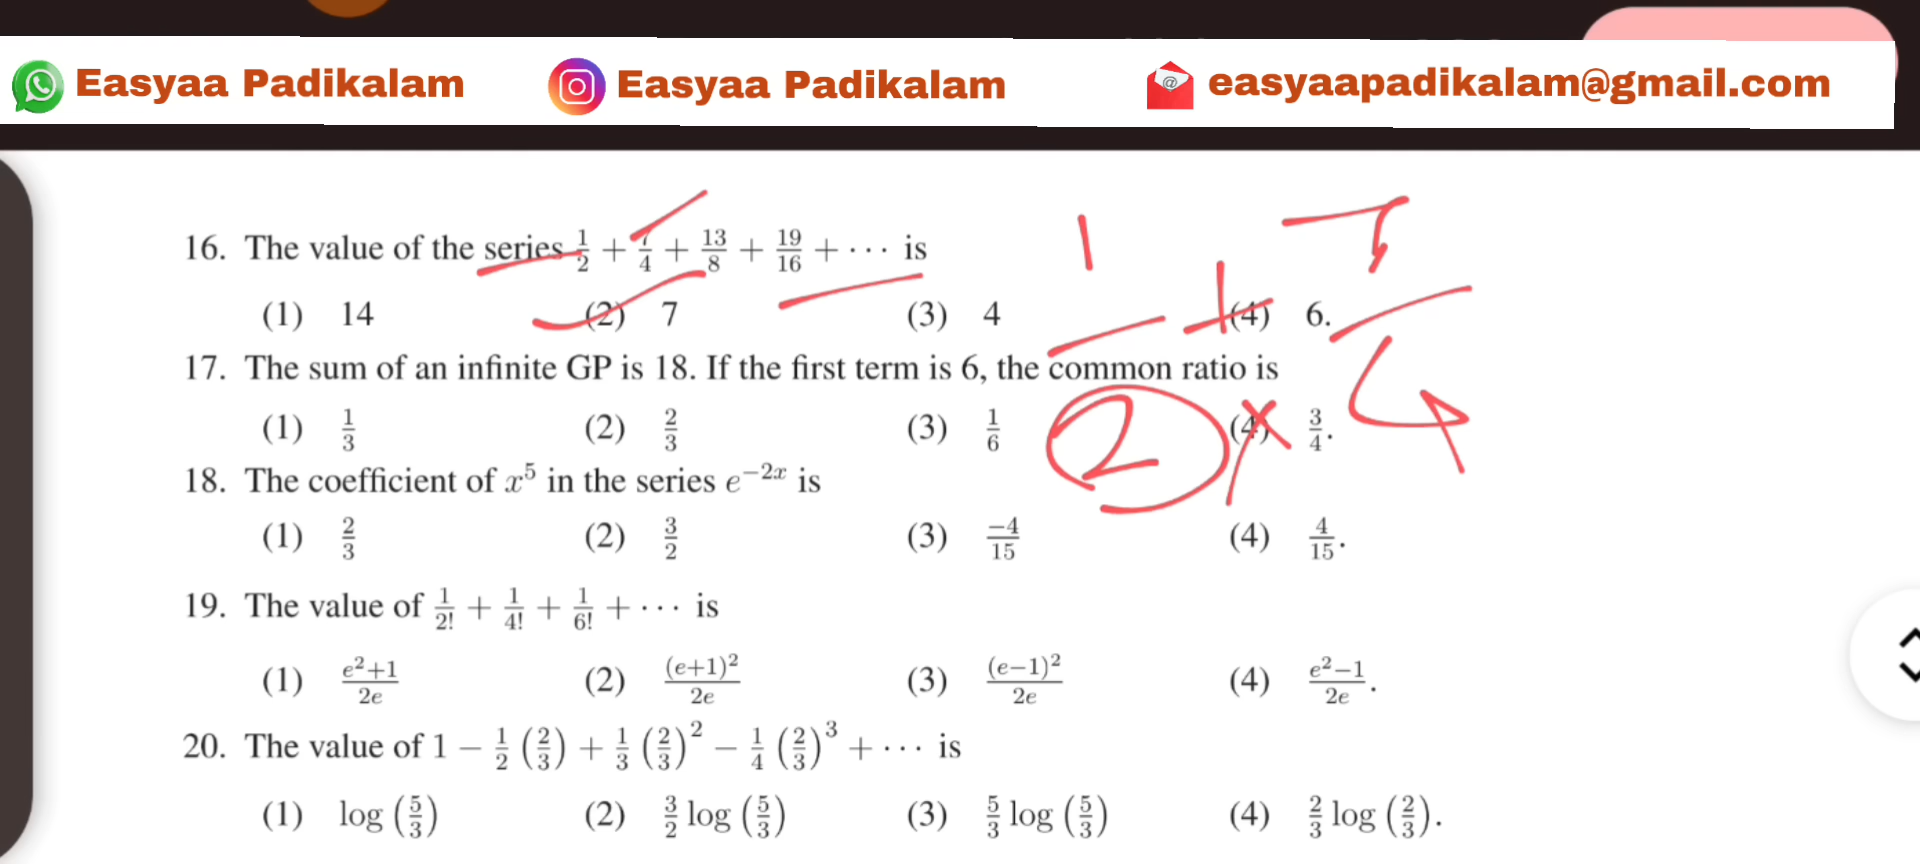 Easyaa Padikalam Easyaa Padikalam easyaapadikalam@gmail.com
16. The value of the series 1/2 + 7/4 + 13/8 + 19/16 + ··· is
(1) 14 (2) 7 (3) 4 (4) 6.
17. The sum of an infinite GP is 18. If the first term is 6, the common ratio is
(1) 1/3 (2) 2/3 (3) 1/6 (4) 3/4.
18. The coefficient of x⁵ in the series e⁻²ˣ is
(1) 2/3 (2) 3/2 (3) −4/15 (4) 4/15.
19. The value of 1/2! + 1/4! + 1/6! + ··· is
(1) (e²+1)/2e (2) (e+1)²/2e (3) (e−1)²/2e (4) (e²−1)/2e.
20. The value of 1 − 1/2 (2/3) + 1/3 (2/3)² − 1/4 (2/3)³ + ··· is
(1) log (5/3) (2) 3/2 log (5/3) (3) 5/3 log (5/3) (4) 2/3 log (2/3).
1/2 + 7/4